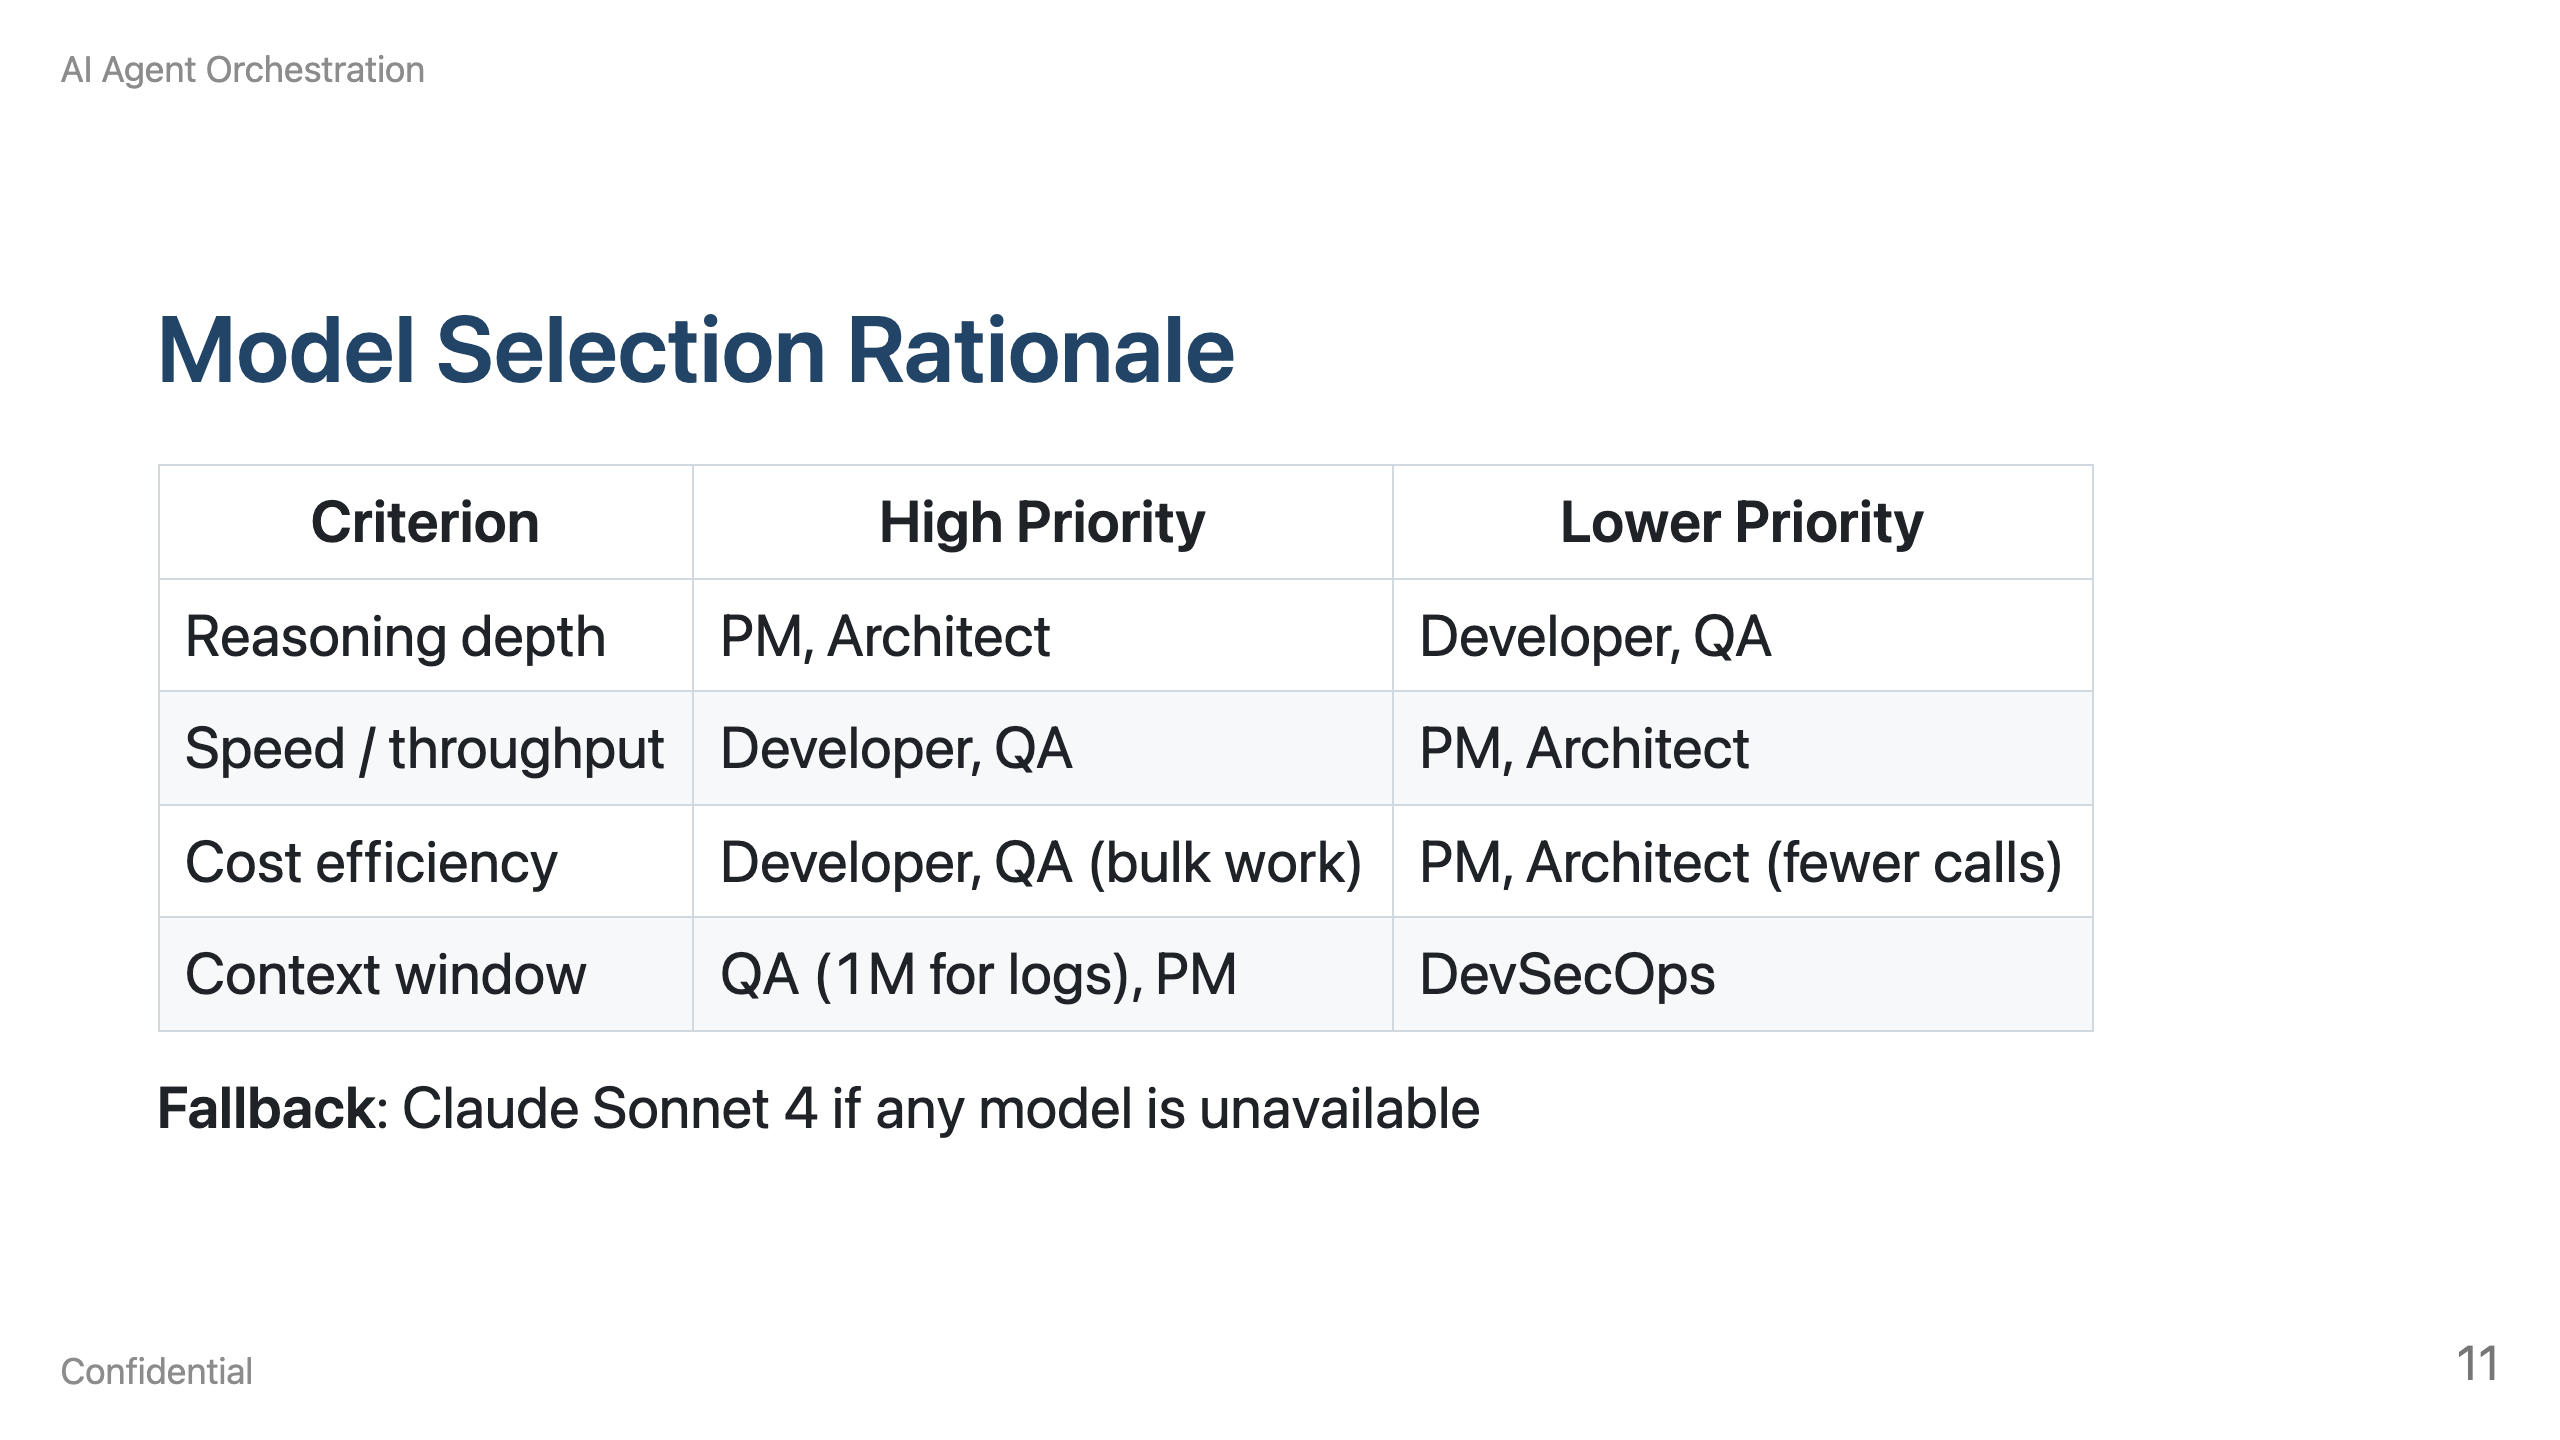 AI Agent Orchestration
Model Selection Rationale
Criterion High Priority Lower Priority
Reasoning depth PM, Architect Developer, QA
Speed / throughput Developer, QA PM, Architect
Cost efficiency Developer, QA (bulk work) PM, Architect (fewer calls)
Context window QA (1M for logs), PM DevSecOps
Fallback: Claude Sonnet 4 if any model is unavailable
Confidential
11